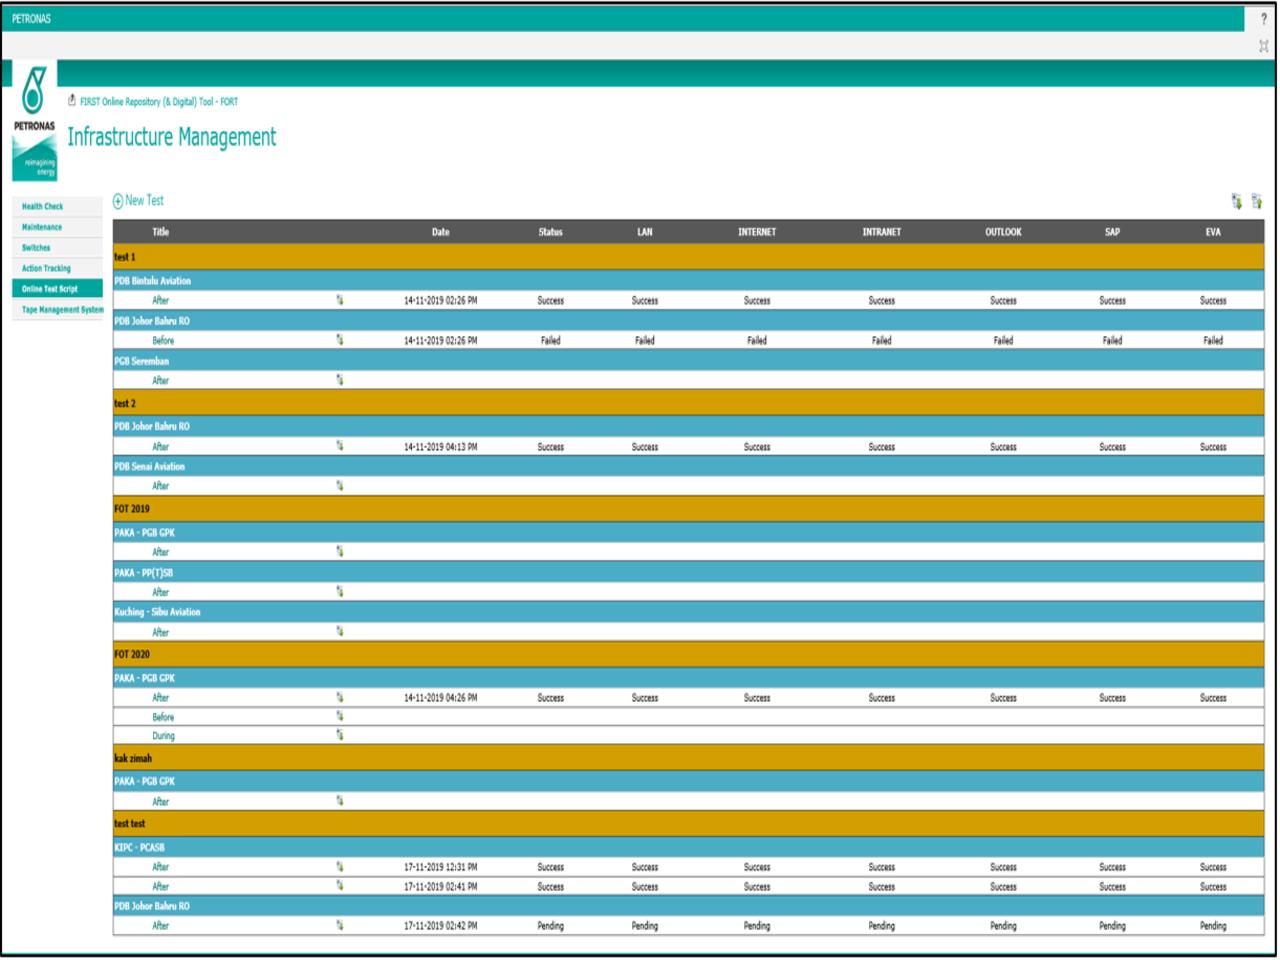 PETRONAS
?
FIRST Online Repository (& Digital) Tool - FORT
PETRONAS
Infrastructure Management
reimagining
energy
Health Check
Maintenance
Switches
Action Tracking
Online Test Script
Tape Management System
New Test
Title Date Status LAN INTERNET INTRANET OUTLOOK SAP EVA
test 1
PDB Bintulu Aviation
After 14-11-2019 02:26 PM Success Success Success Success Success Success Success
PDB Johor Bahru RO
Before 14-11-2019 02:26 PM Failed Failed Failed Failed Failed Failed Failed
PGB Seremban
After
test 2
PDB Johor Bahru RO
After 14-11-2019 04:13 PM Success Success Success Success Success Success Success
PDB Senai Aviation
After
FOT 2019
PAKA - PGB GPK
After
PAKA - PP(T)SB
After
Kuching - Sibu Aviation
After
FOT 2020
PAKA - PGB GPK
After 14-11-2019 04:26 PM Success Success Success Success Success Success Success
Before
During
kak zimah
PAKA - PGB GPK
After
test test
KIPC - PCASB
After 17-11-2019 12:31 PM Success Success Success Success Success Success Success
After 17-11-2019 02:41 PM Success Success Success Success Success Success Success
PDB Johor Bahru RO
After 17-11-2019 02:42 PM Pending Pending Pending Pending Pending Pending Pending